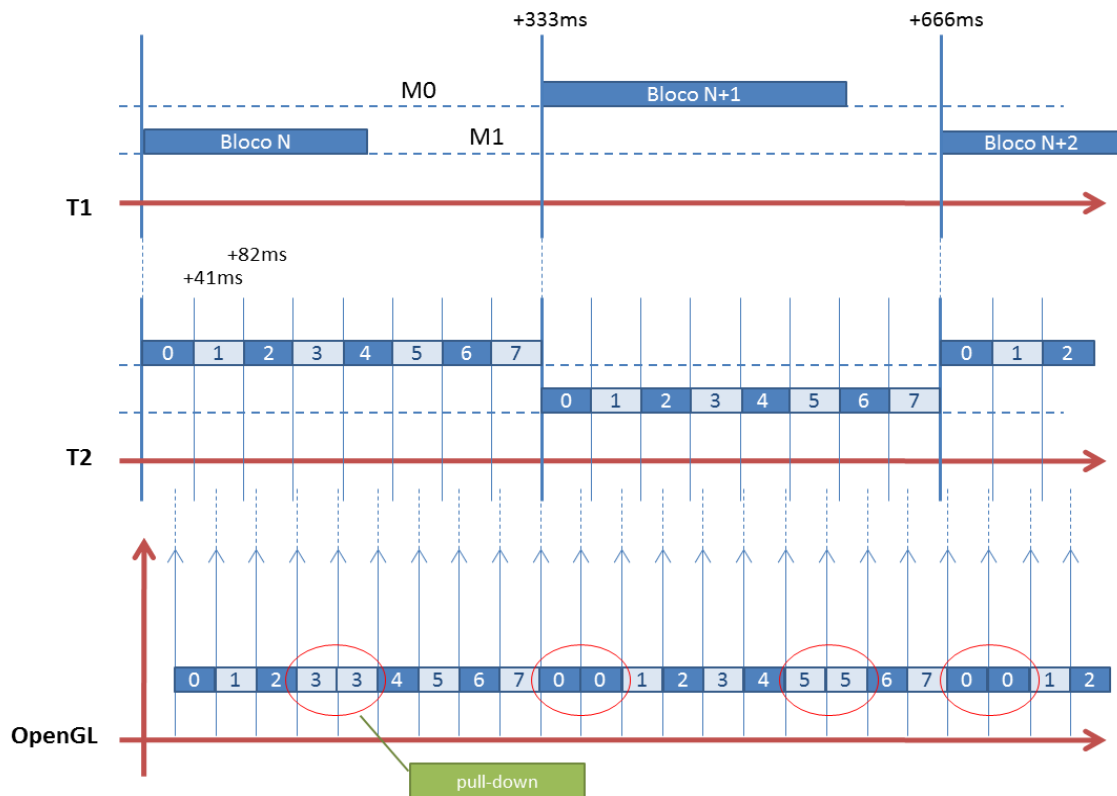 +333ms +666ms
M0 Bloco N+1
Bloco N M1 Bloco N+2
T1
+82ms
+41ms
0 1 2 3 4 5 6 7 0 1 2
0 1 2 3 4 5 6 7
T2
0 1 2 3 3 4 5 6 7 0 0 1 2 3 4 5 5 6 7 0 0 1 2
OpenGL
pull-down